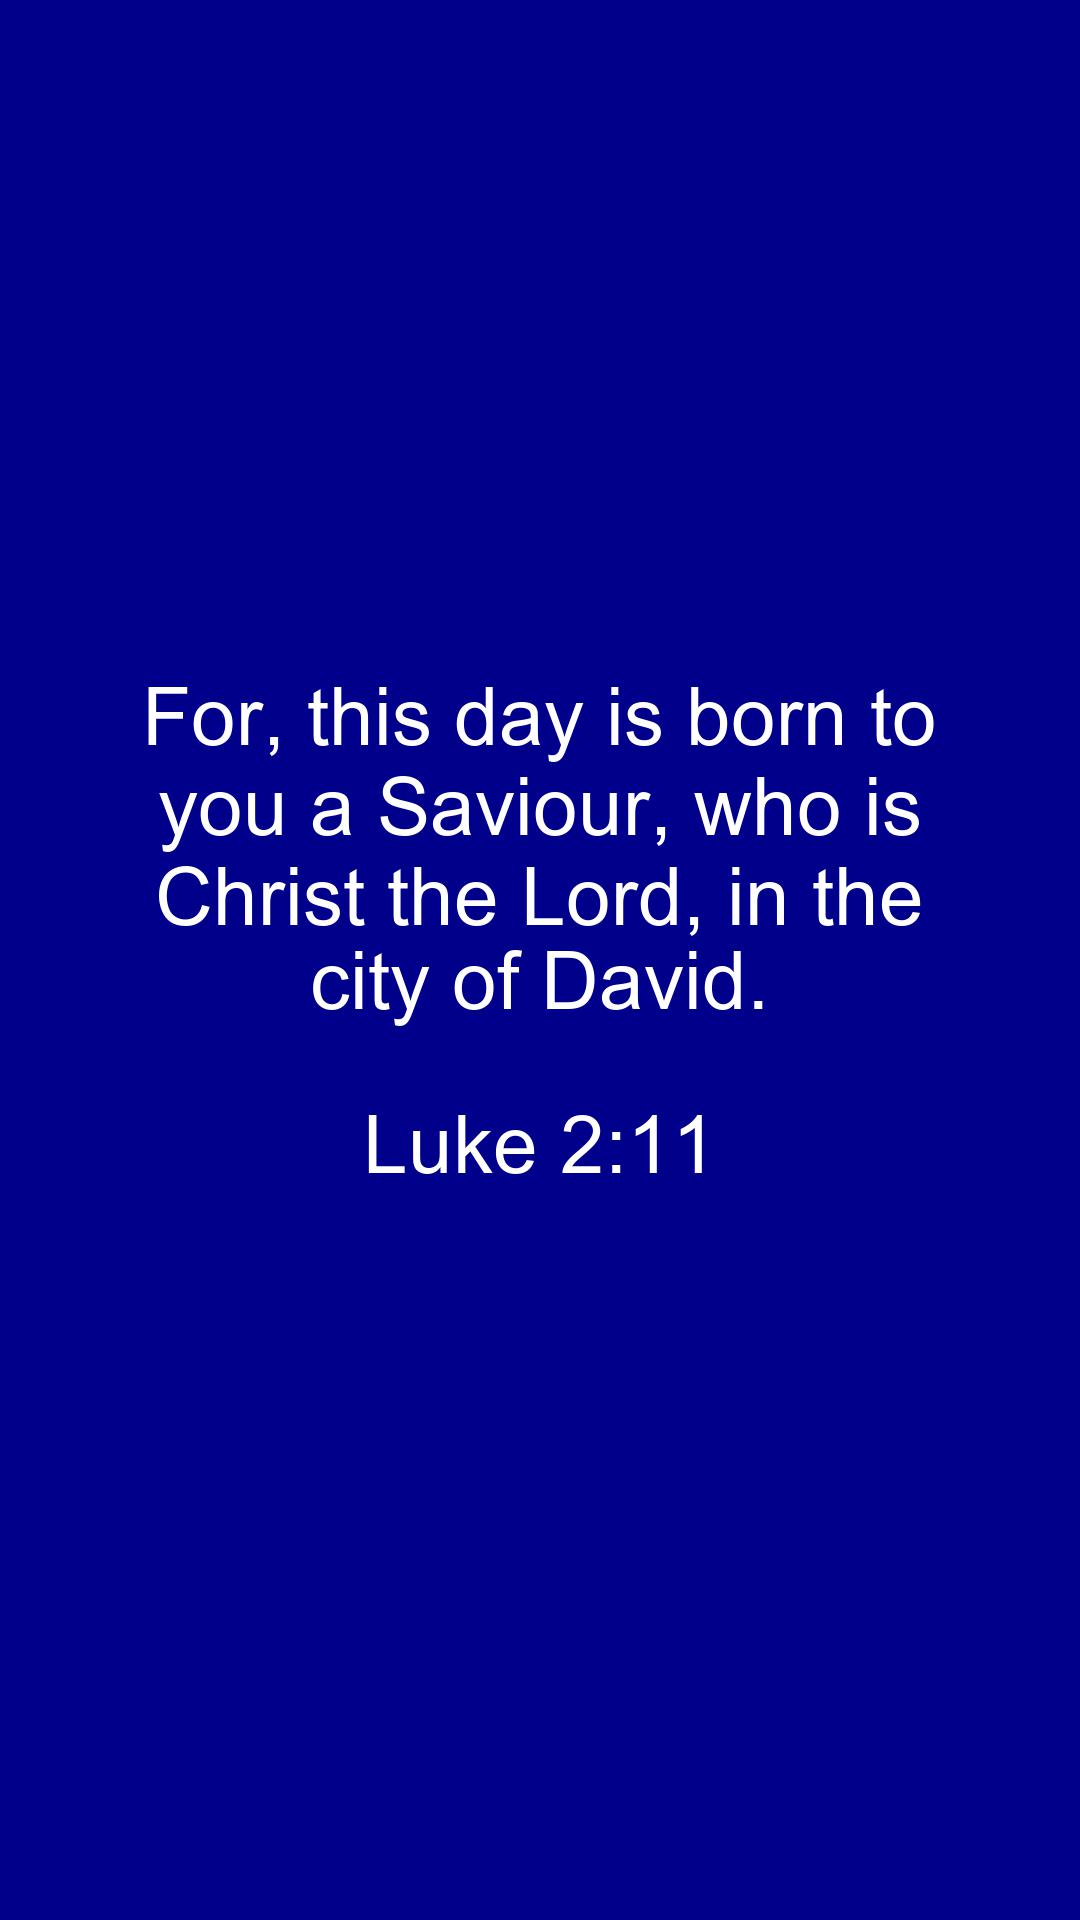 For, this day is born to
you a Saviour, who is
Christ the Lord, in the
city of David.
Luke 2:11